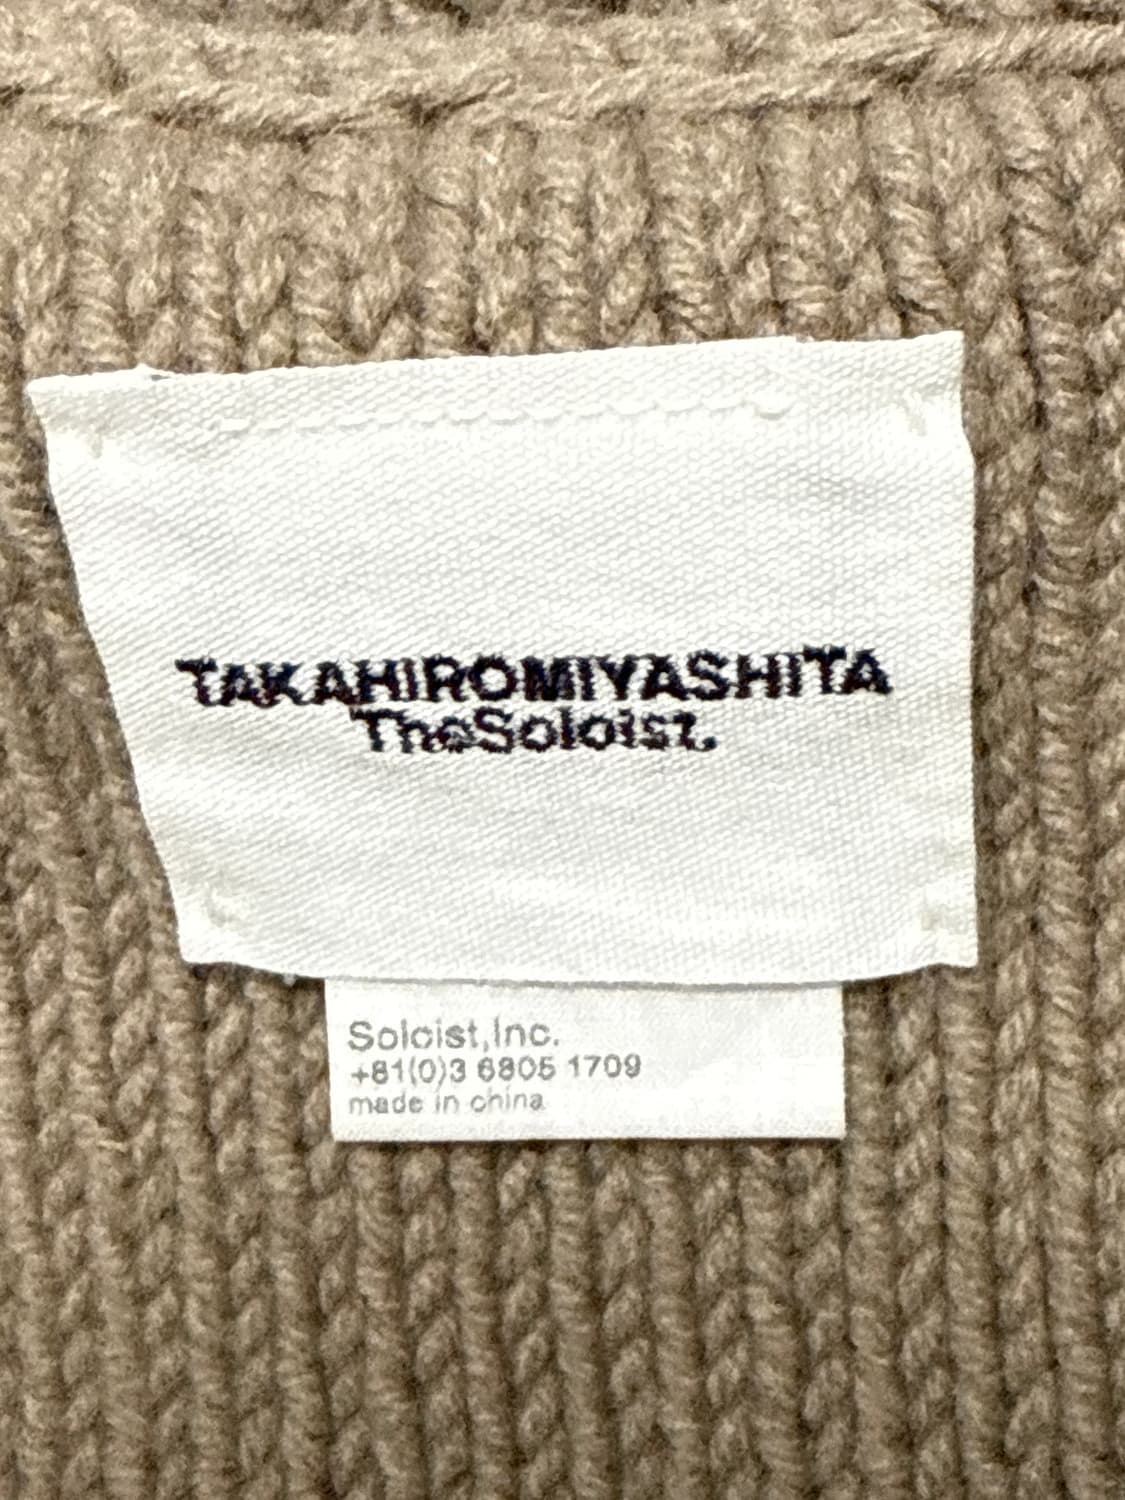 TAKAHIROMIYASHITA
TheSoloist.
Soloist,Inc.
+81(0)3 6805 1709
made in china